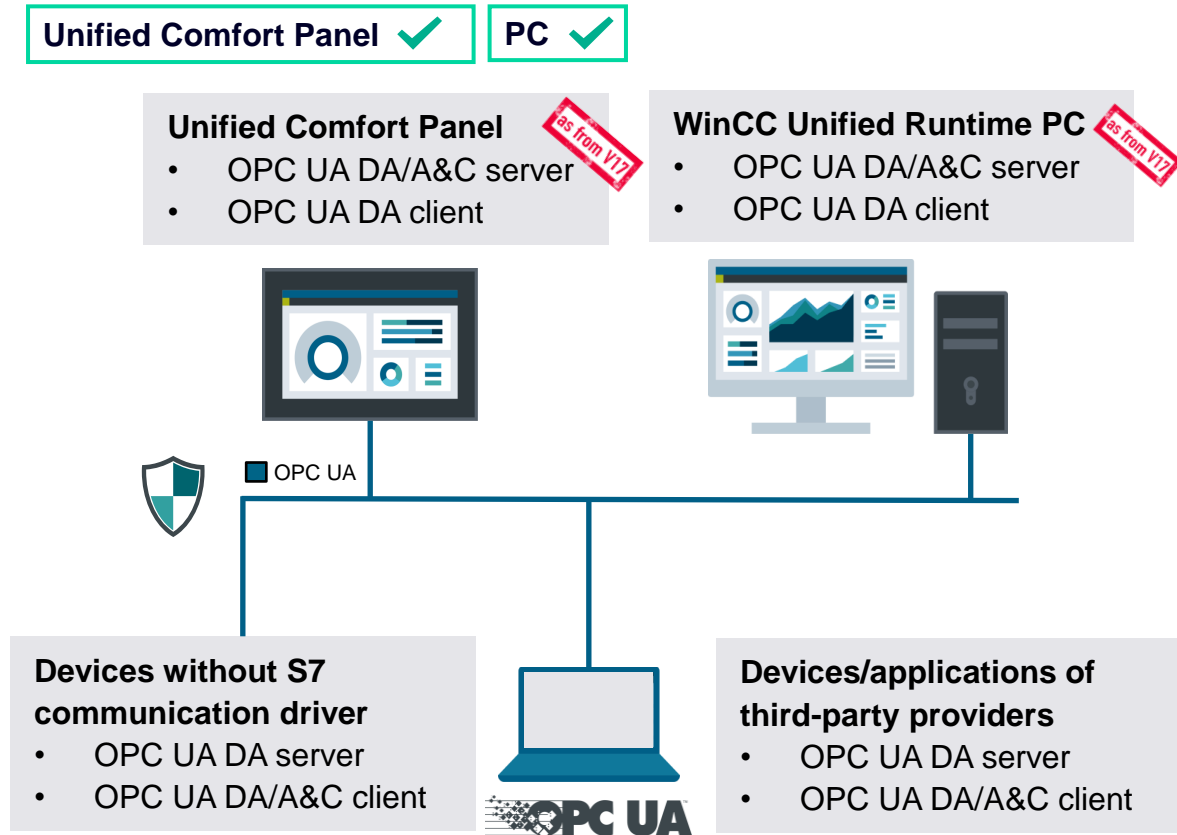 Unified Comfort Panel
PC
Unified Comfort Panel
• OPC UA DA/A&C server
• OPC UA DA client
as from V17
WinCC Unified Runtime PC
• OPC UA DA/A&C server
• OPC UA DA client
as from V17
OPC UA
Devices without S7
communication driver
• OPC UA DA server
• OPC UA DA/A&C client
OPC UA
Devices/applications of
third-party providers
• OPC UA DA server
• OPC UA DA/A&C client